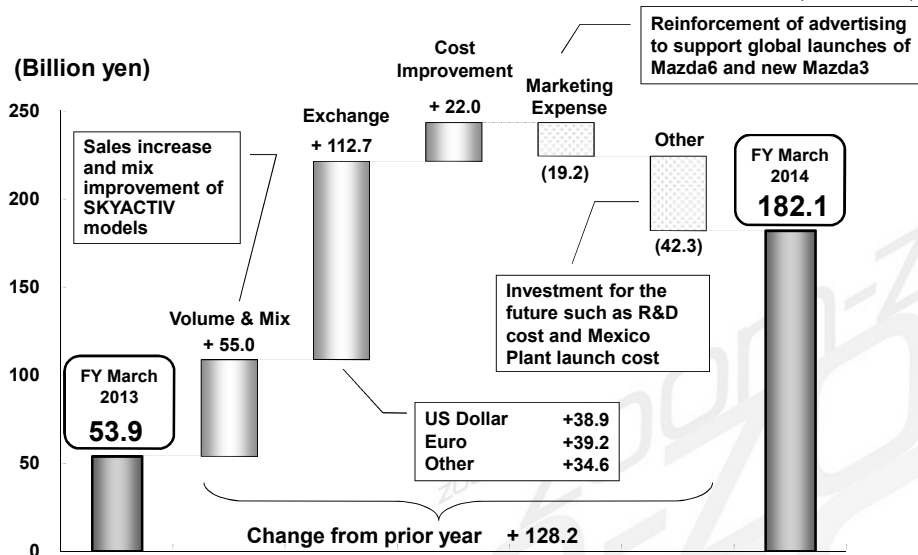 Reinforcement of advertising
to support global launches of
Mazda6 and new Mazda3
(Billion yen)
Cost
Improvement
+ 22.0
Marketing
Expense
(19.2)
Exchange
+ 112.7
Other
(42.3)
FY March
2014
182.1
Sales increase
and mix
improvement of
SKYACTIV
models
Investment for the
future such as R&D
cost and Mexico
Plant launch cost
Volume & Mix
+ 55.0
FY March
2013
53.9
US Dollar +38.9
Euro +39.2
Other +34.6
Change from prior year + 128.2
250
200
150
100
50
0